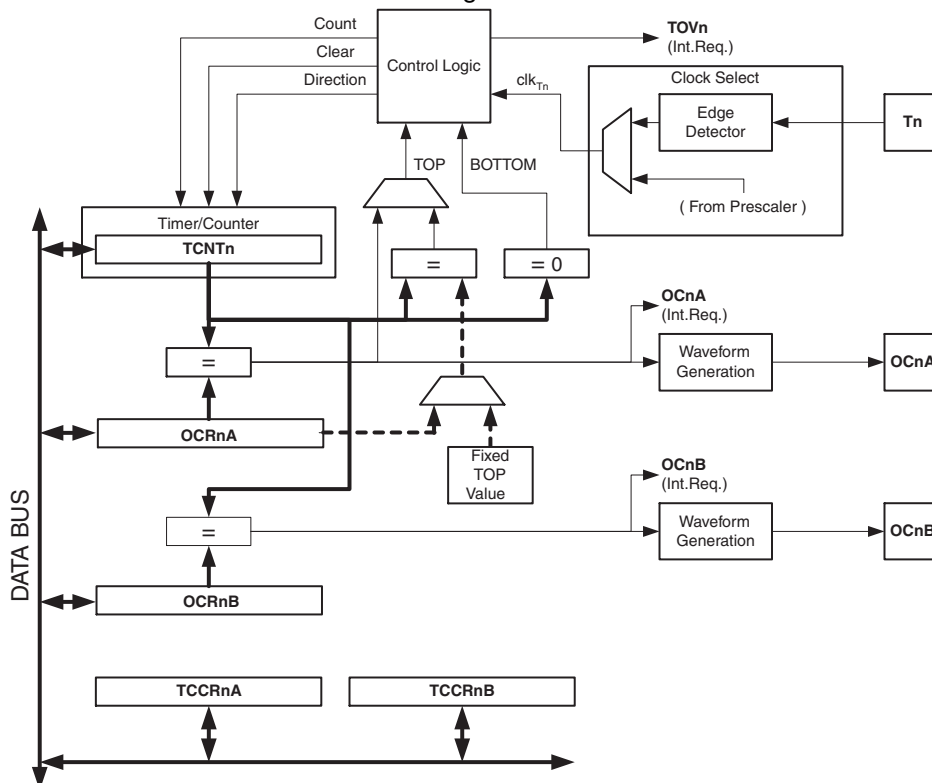 Count
Clear
Direction
Control Logic
TOVn
(Int.Req.)
clkTn
Clock Select
Edge
Detector
Tn
( From Prescaler )
TOP
BOTTOM
Timer/Counter
TCNTn
=
= 0
OCnA
(Int.Req.)
=
Waveform
Generation
OCnA
OCRnA
Fixed
TOP
Value
OCnB
(Int.Req.)
=
Waveform
Generation
OCnB
OCRnB
DATA BUS
TCCRnA
TCCRnB